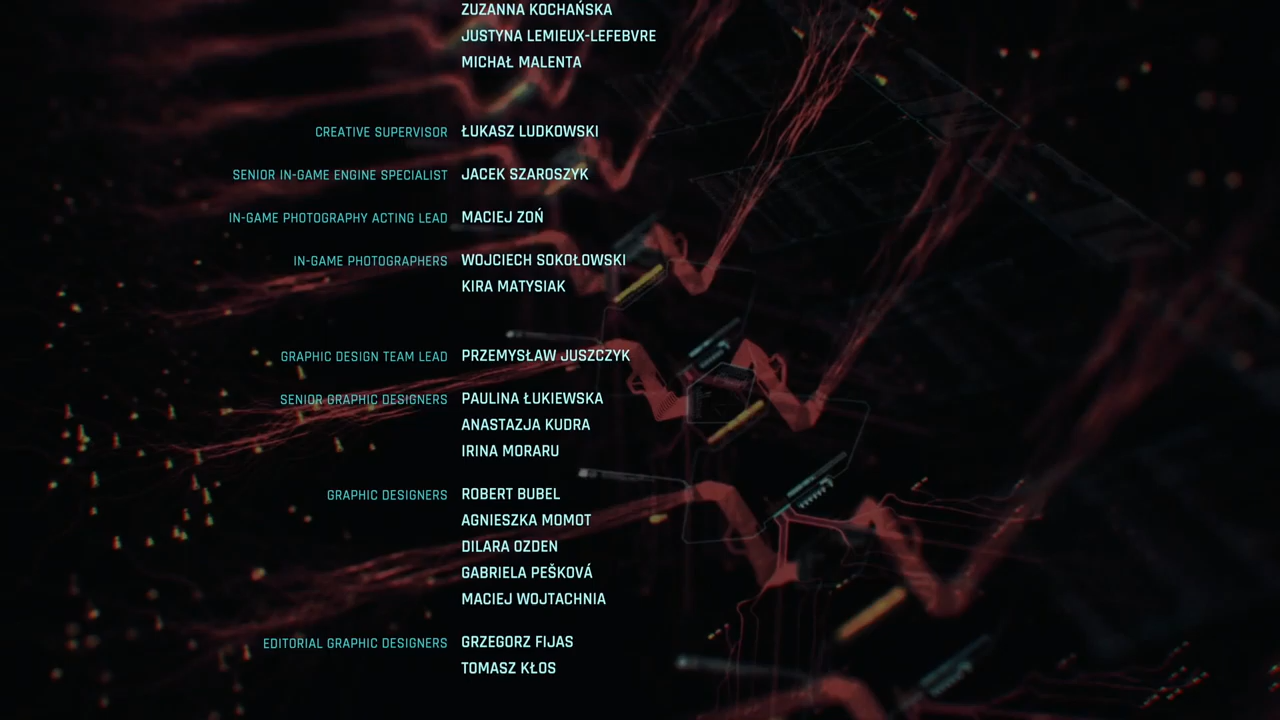 ZUZANNA KOCHAŃSKA
JUSTYNA LEMIEUX-LEFEBVRE
MICHAŁ MALENTA
CREATIVE SUPERVISOR ŁUKASZ LUDKOWSKI
SENIOR IN-GAME ENGINE SPECIALIST JACEK SZAROSZYK
IN-GAME PHOTOGRAPHY ACTING LEAD MACIEJ ZOŃ
IN-GAME PHOTOGRAPHERS WOJCIECH SOKOŁOWSKI
KIRA MATYSIAK
GRAPHIC DESIGN TEAM LEAD PRZEMYSŁAW JUSZCZYK
SENIOR GRAPHIC DESIGNERS PAULINA ŁUKIEWSKA
ANASTAZJA KUDRA
IRINA MORARU
GRAPHIC DESIGNERS ROBERT BUBEL
AGNIESZKA MOMOT
DILARA OZDEN
GABRIELA PEŠKOVÁ
MACIEJ WOJTACHNIA
EDITORIAL GRAPHIC DESIGNERS GRZEGORZ FIJAS
TOMASZ KŁOS